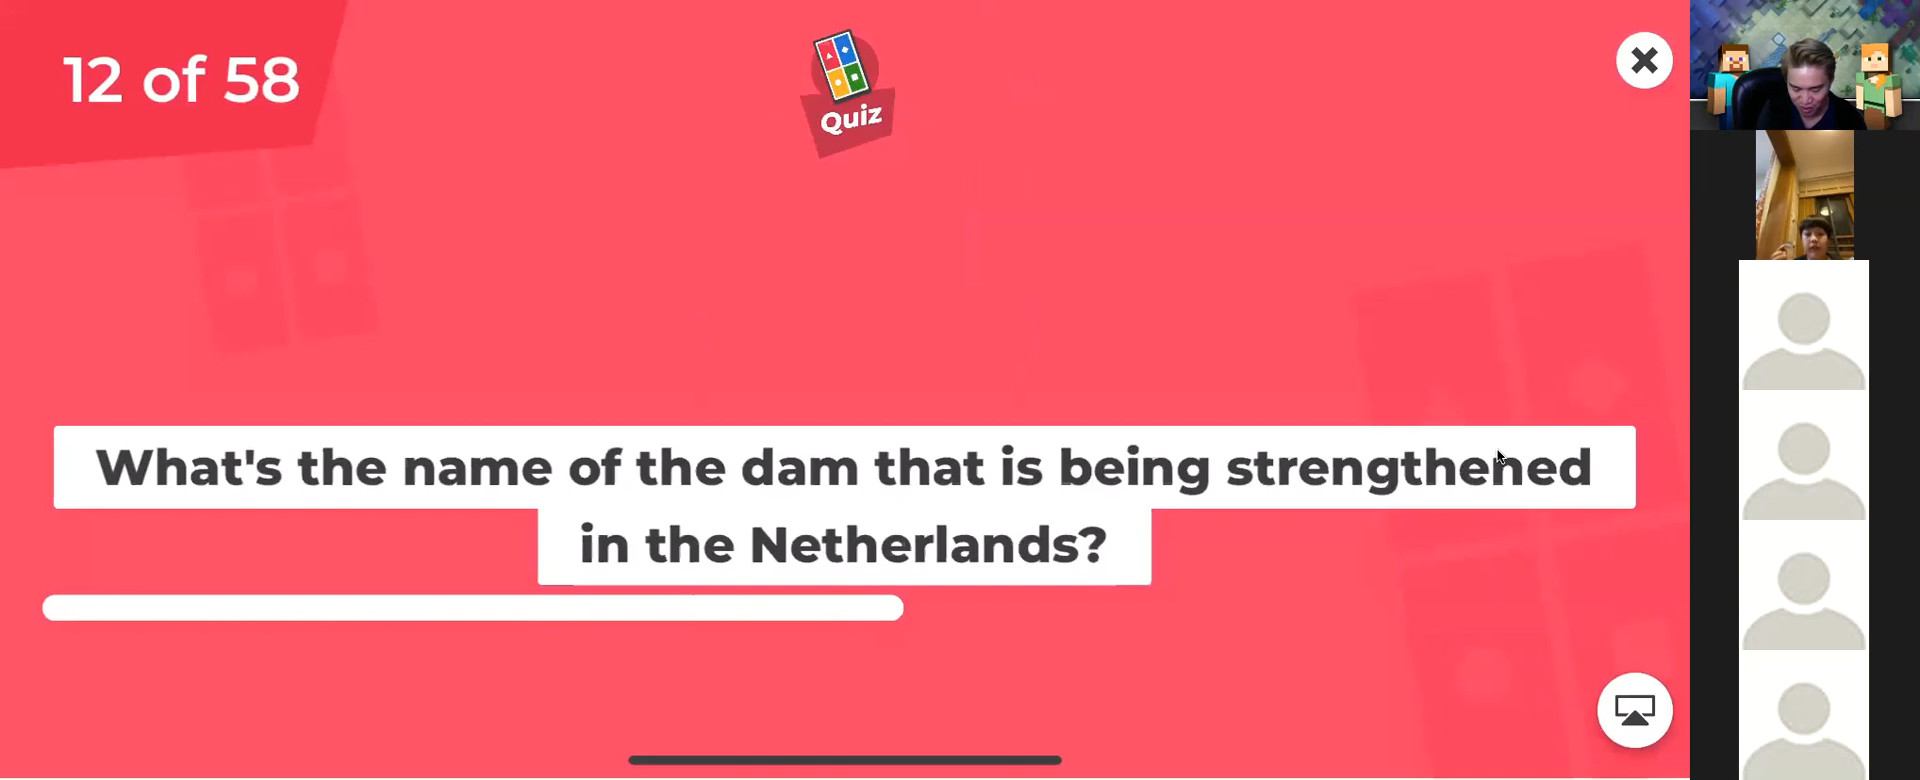 12 of 58
Quiz
What's the name of the dam that is being strengthened
in the Netherlands?